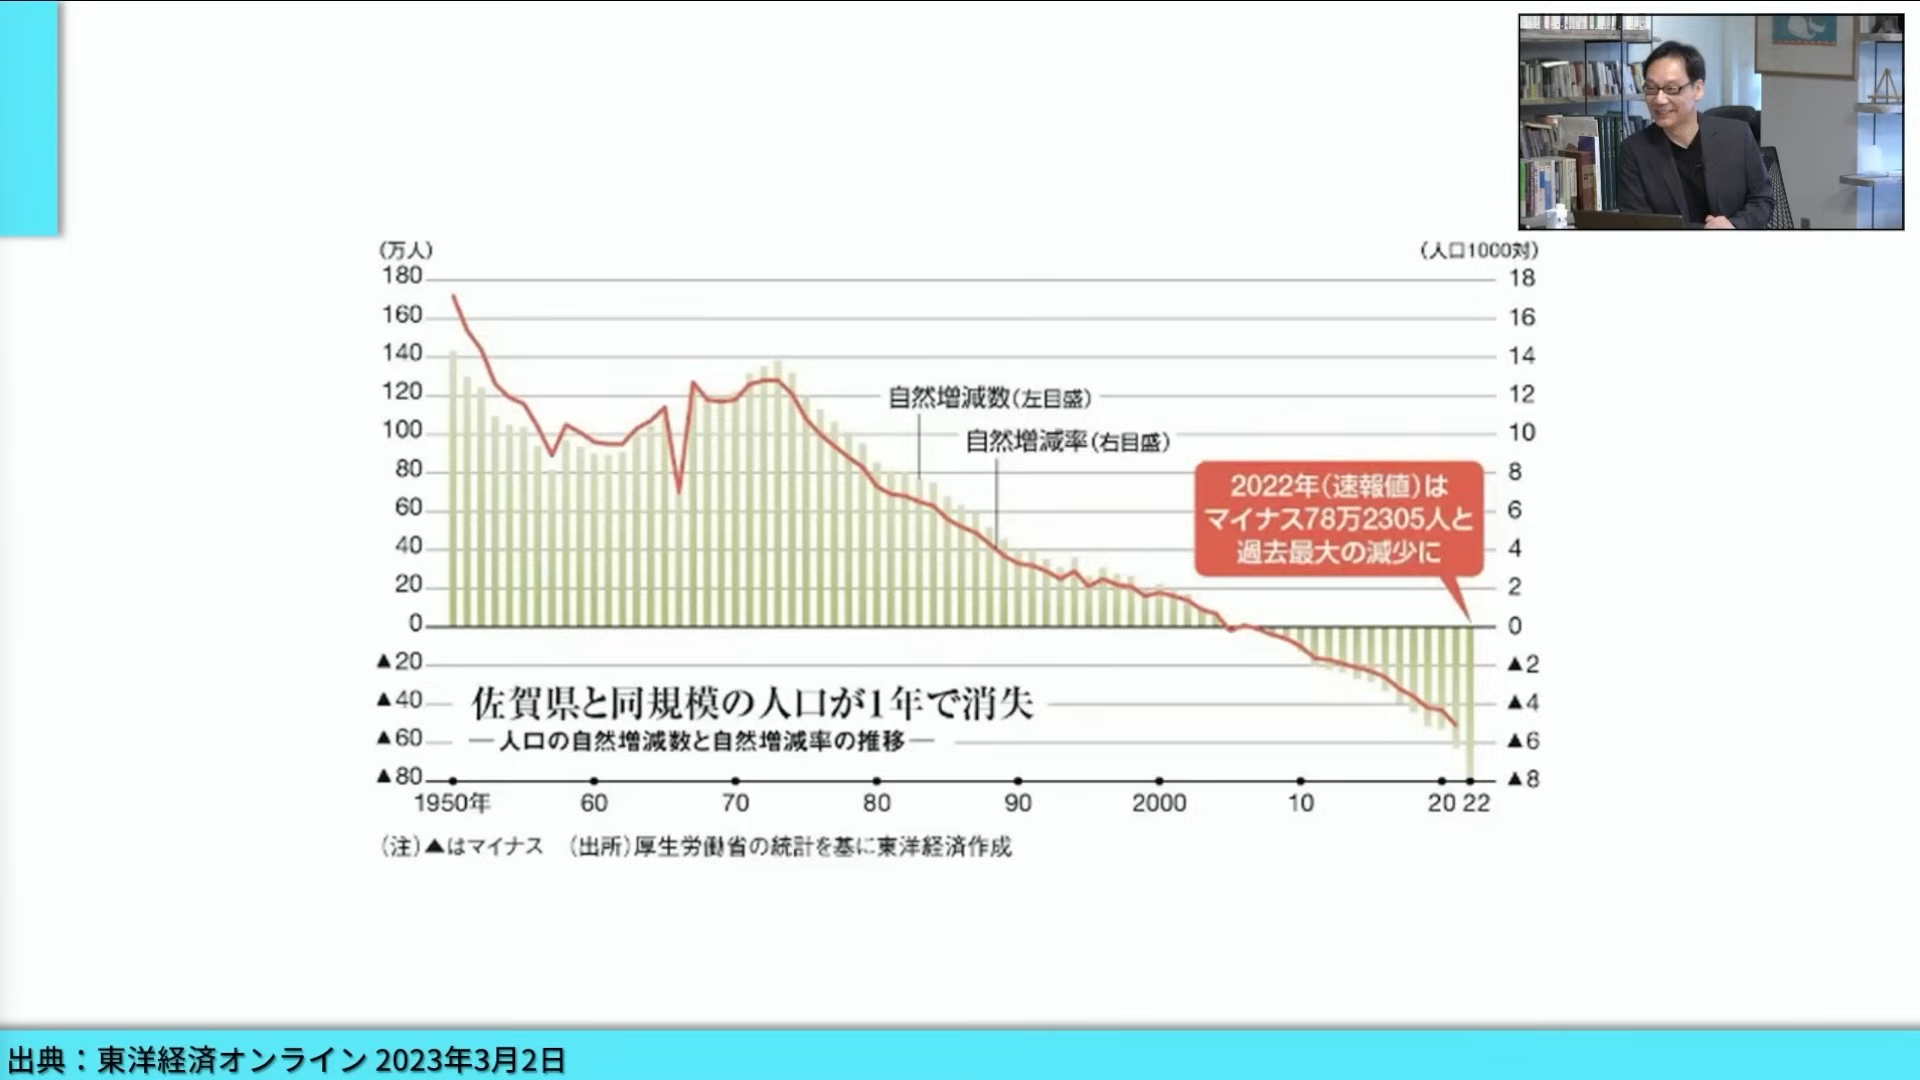 (万人)
(人口1000対)
180
160
140
120
100
80
60
40
20
0
▲20
▲40
▲60
▲80
18
16
14
12
10
8
6
4
2
0
▲2
▲4
▲6
▲8
自然増減数(左目盛)
自然増減率(右目盛)
2022年(速報値)は
マイナス78万2305人と
過去最大の減少に
佐賀県と同規模の人口が1年で消失
―人口の自然増減数と自然増減率の推移―
1950年 60 70 80 90 2000 10 20 22
(注)▲はマイナス (出所)厚生労働省の統計を基に東洋経済作成
出典：東洋経済オンライン 2023年3月2日